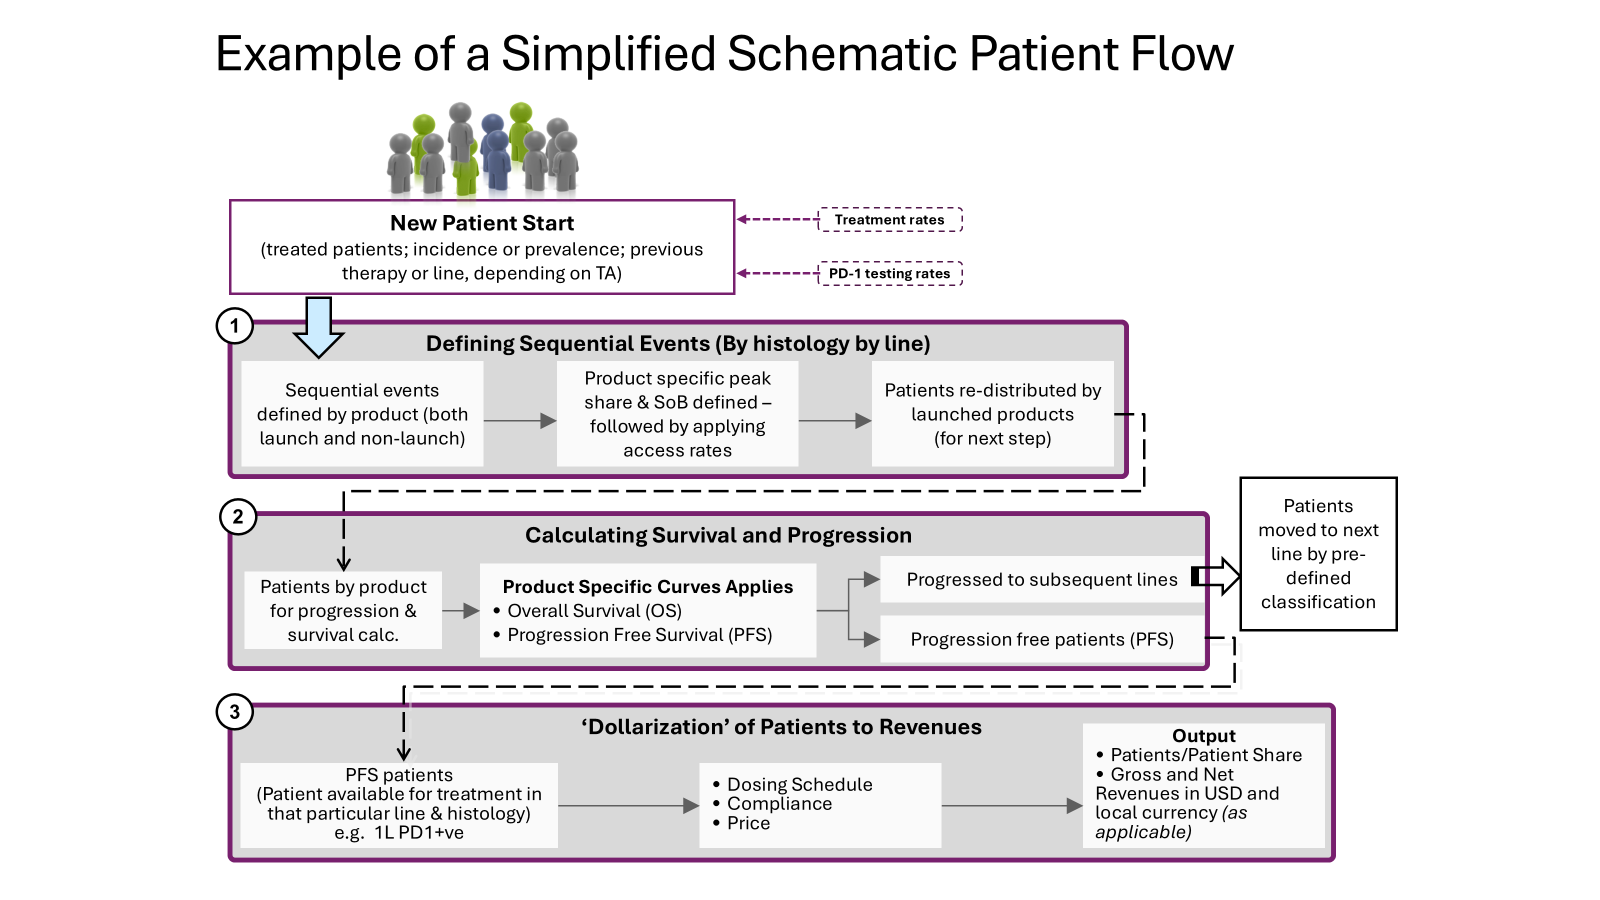 Example of a Simplified Schematic Patient Flow
New Patient Start
(treated patients; incidence or prevalence; previous
therapy or line, depending on TA)
Treatment rates
PD-1 testing rates
1
Defining Sequential Events (By histology by line)
Sequential events
defined by product (both
launch and non-launch)
Product specific peak
share & SoB defined –
followed by applying
access rates
Patients re-distributed by
launched products
(for next step)
2
Calculating Survival and Progression
Patients by product
for progression &
survival calc.
Product Specific Curves Applies
• Overall Survival (OS)
• Progression Free Survival (PFS)
Progressed to subsequent lines
Progression free patients (PFS)
Patients
moved to next
line by pre-
defined
classification
3
‘Dollarization’ of Patients to Revenues
PFS patients
(Patient available for treatment in
that particular line & histology)
e.g.  1L PD1+ve
• Dosing Schedule
• Compliance
• Price
Output
• Patients/Patient Share
• Gross and Net
Revenues in USD and
local currency (as
applicable)